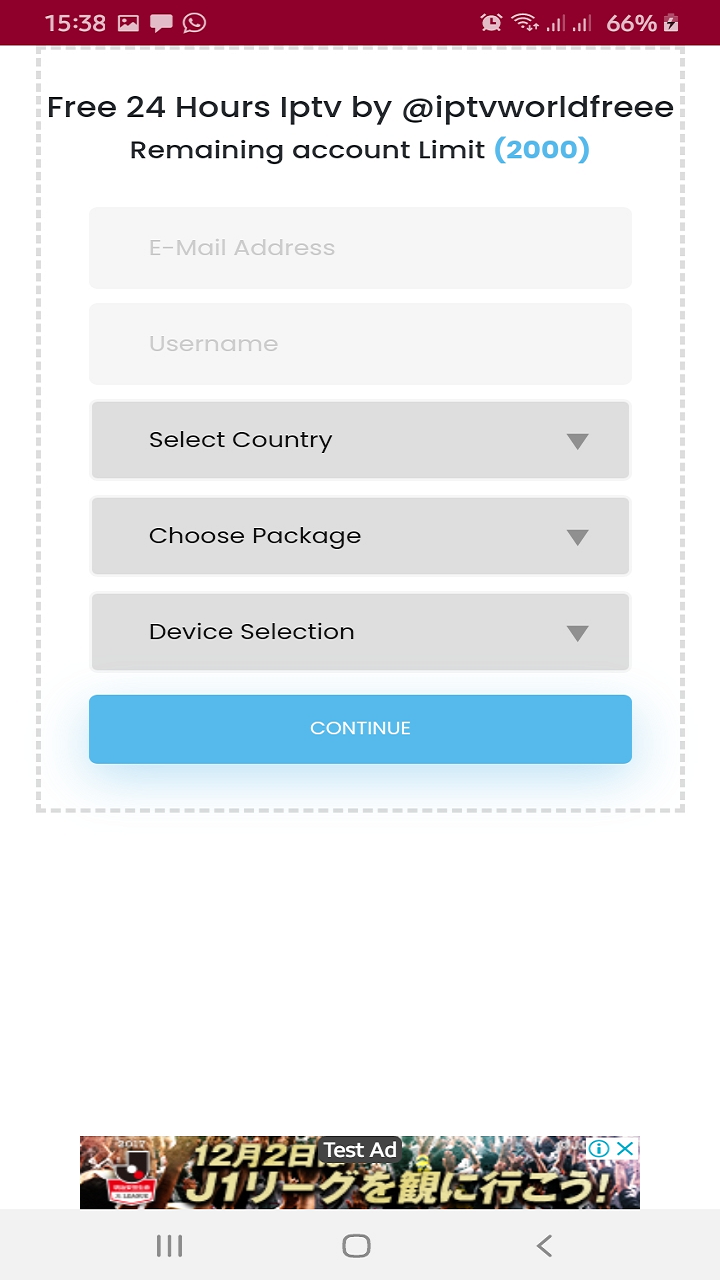 15:38
66%
Free 24 Hours Iptv by @iptvworldfreee
Remaining account Limit (2000)
E-Mail Address
Username
Select Country
Choose Package
Device Selection
CONTINUE
2017
Test Ad
12月2日
J1リーグを観に行こう!
J.LEAGUE